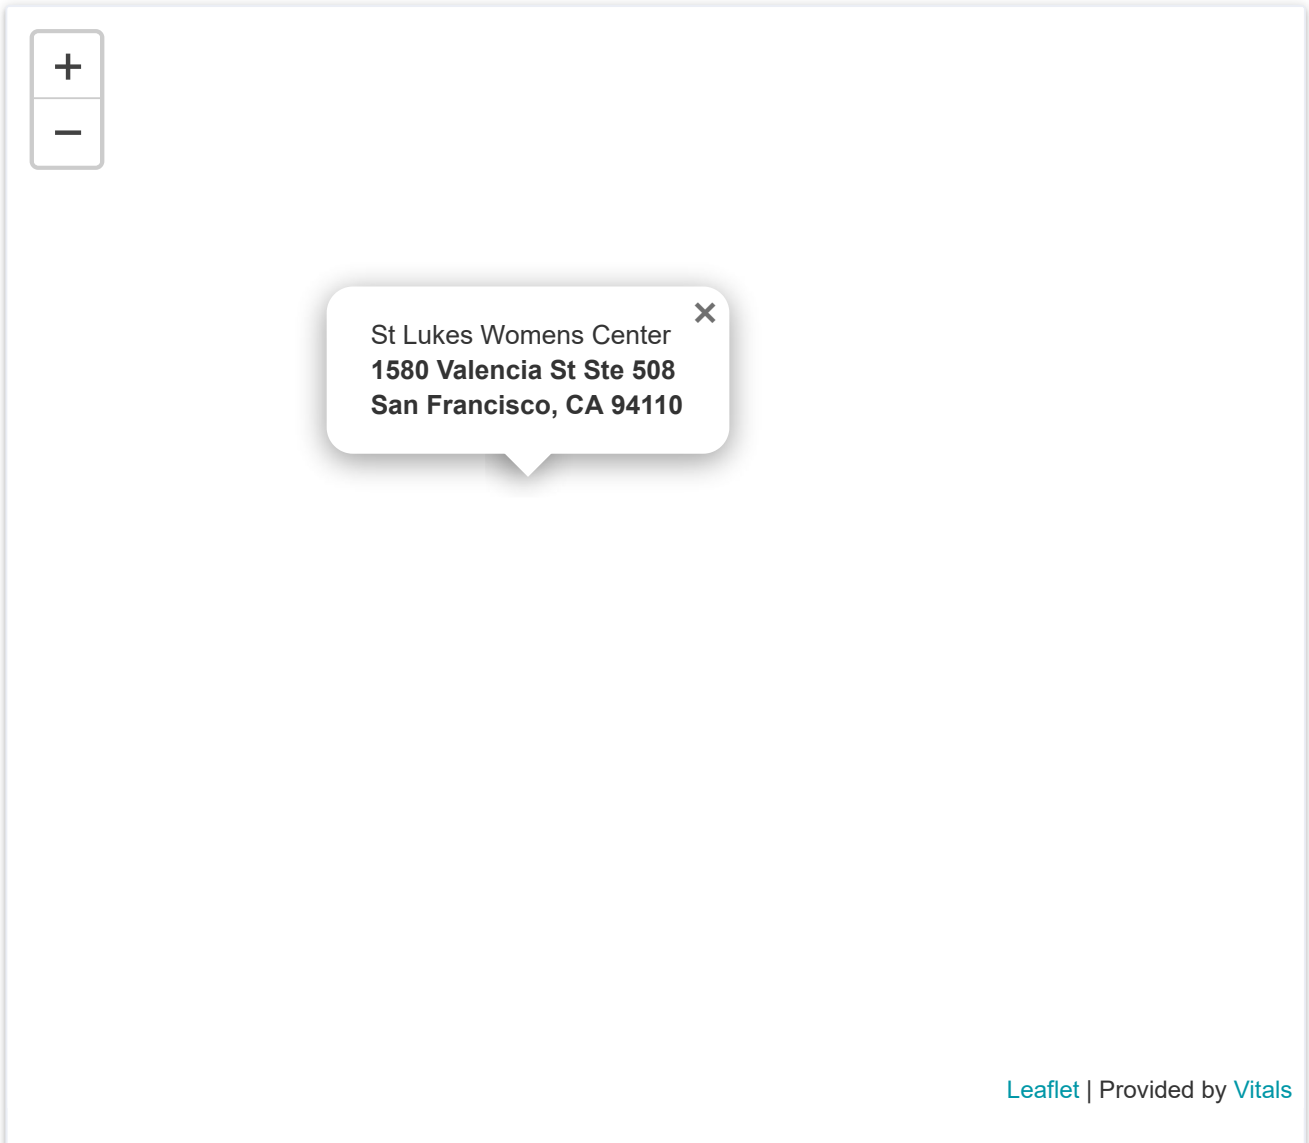 +
−
St Lukes Womens Center
1580 Valencia St Ste 508
San Francisco, CA 94110
×
Leaflet | Provided by Vitals